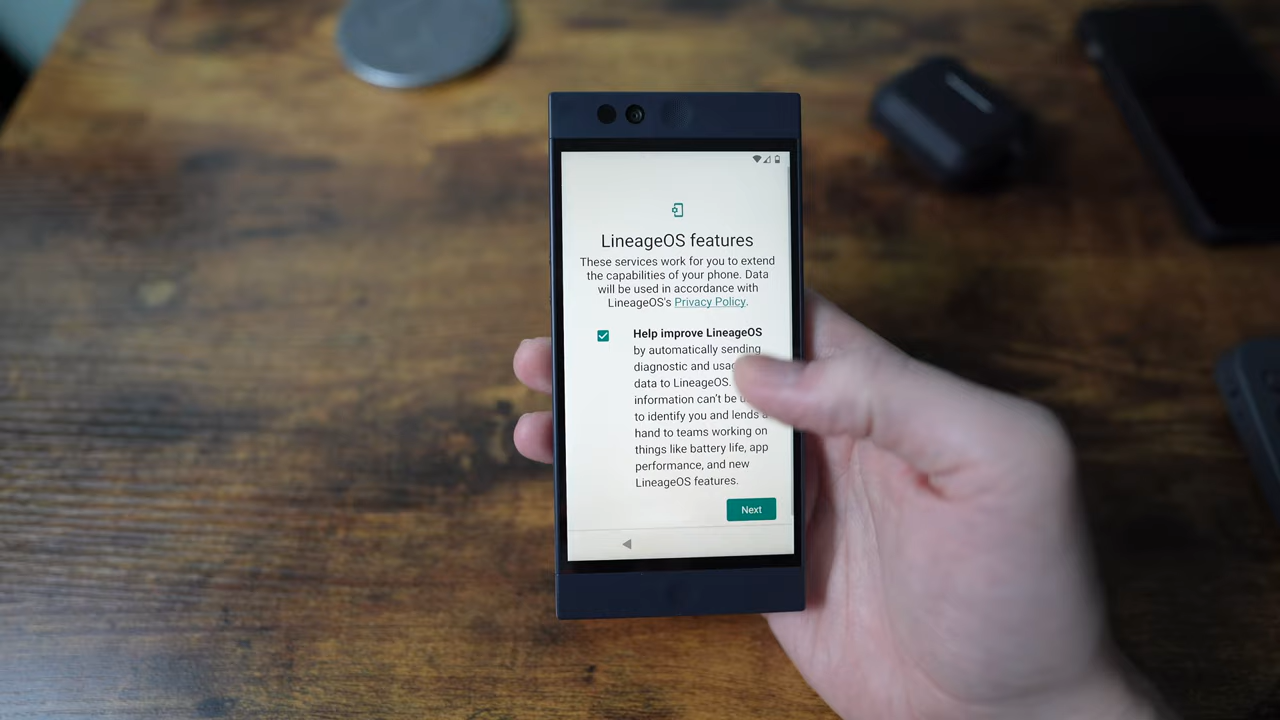 LineageOS features
These services work for you to extend
the capabilities of your phone. Data
will be used in accordance with
LineageOS's Privacy Policy.
Help improve LineageOS
by automatically sending
diagnostic and
data to LineageOS.
information can't be
to identify you and lends
hand to teams working on
things like battery life, app
performance, and new
LineageOS features.
Next